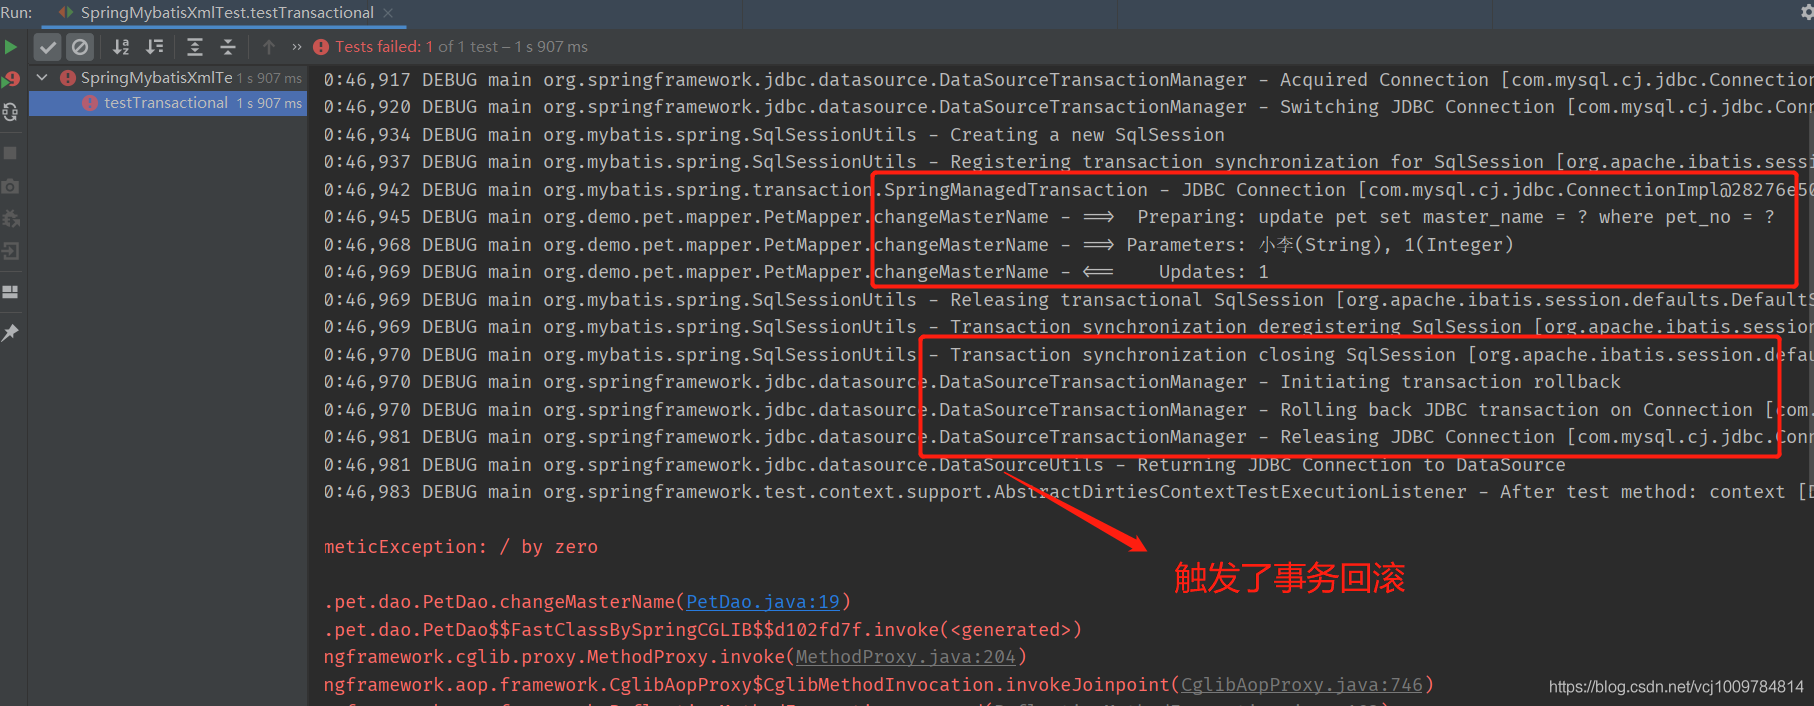 Run: SpringMybatisXmlTest.testTransactional ×
Tests failed: 1 of 1 test – 1 s 907 ms
SpringMybatisXmlTe 1 s 907 ms
testTransactional 1 s 907 ms
0:46,917 DEBUG main org.springframework.jdbc.datasource.DataSourceTransactionManager - Acquired Connection [com.mysql.cj.jdbc.Connection
0:46,920 DEBUG main org.springframework.jdbc.datasource.DataSourceTransactionManager - Switching JDBC Connection [com.mysql.cj.jdbc.Conn
0:46,934 DEBUG main org.mybatis.spring.SqlSessionUtils - Creating a new SqlSession
0:46,937 DEBUG main org.mybatis.spring.SqlSessionUtils - Registering transaction synchronization for SqlSession [org.apache.ibatis.sessi
0:46,942 DEBUG main org.mybatis.spring.transaction.SpringManagedTransaction - JDBC Connection [com.mysql.cj.jdbc.ConnectionImpl@28276e50
0:46,945 DEBUG main org.demo.pet.mapper.PetMapper.changeMasterName - ==> Preparing: update pet set master_name = ? where pet_no = ?
0:46,968 DEBUG main org.demo.pet.mapper.PetMapper.changeMasterName - ==> Parameters: 小李(String), 1(Integer)
0:46,969 DEBUG main org.demo.pet.mapper.PetMapper.changeMasterName - <== Updates: 1
0:46,969 DEBUG main org.mybatis.spring.SqlSessionUtils - Releasing transactional SqlSession [org.apache.ibatis.session.defaults.DefaultS
0:46,969 DEBUG main org.mybatis.spring.SqlSessionUtils - Transaction synchronization deregistering SqlSession [org.apache.ibatis.session
0:46,970 DEBUG main org.mybatis.spring.SqlSessionUtils - Transaction synchronization closing SqlSession [org.apache.ibatis.session.defau
0:46,970 DEBUG main org.springframework.jdbc.datasource.DataSourceTransactionManager - Initiating transaction rollback
0:46,970 DEBUG main org.springframework.jdbc.datasource.DataSourceTransactionManager - Rolling back JDBC transaction on Connection [com.
0:46,981 DEBUG main org.springframework.jdbc.datasource.DataSourceTransactionManager - Releasing JDBC Connection [com.mysql.cj.jdbc.Conn
0:46,981 DEBUG main org.springframework.jdbc.datasource.DataSourceUtils - Returning JDBC Connection to DataSource
0:46,983 DEBUG main org.springframework.test.context.support.AbstractDirtiesContextTestExecutionListener - After test method: context [D
meticException: / by zero
触发了事务回滚
.pet.dao.PetDao.changeMasterName(PetDao.java:19)
.pet.dao.PetDao$$FastClassBySpringCGLIB$$d102fd7f.invoke(<generated>)
ngframework.cglib.proxy.MethodProxy.invoke(MethodProxy.java:204)
ngframework.aop.framework.CglibAopProxy$CglibMethodInvocation.invokeJoinpoint(CglibAopProxy.java:746)
https://blog.csdn.net/vcj1009784814